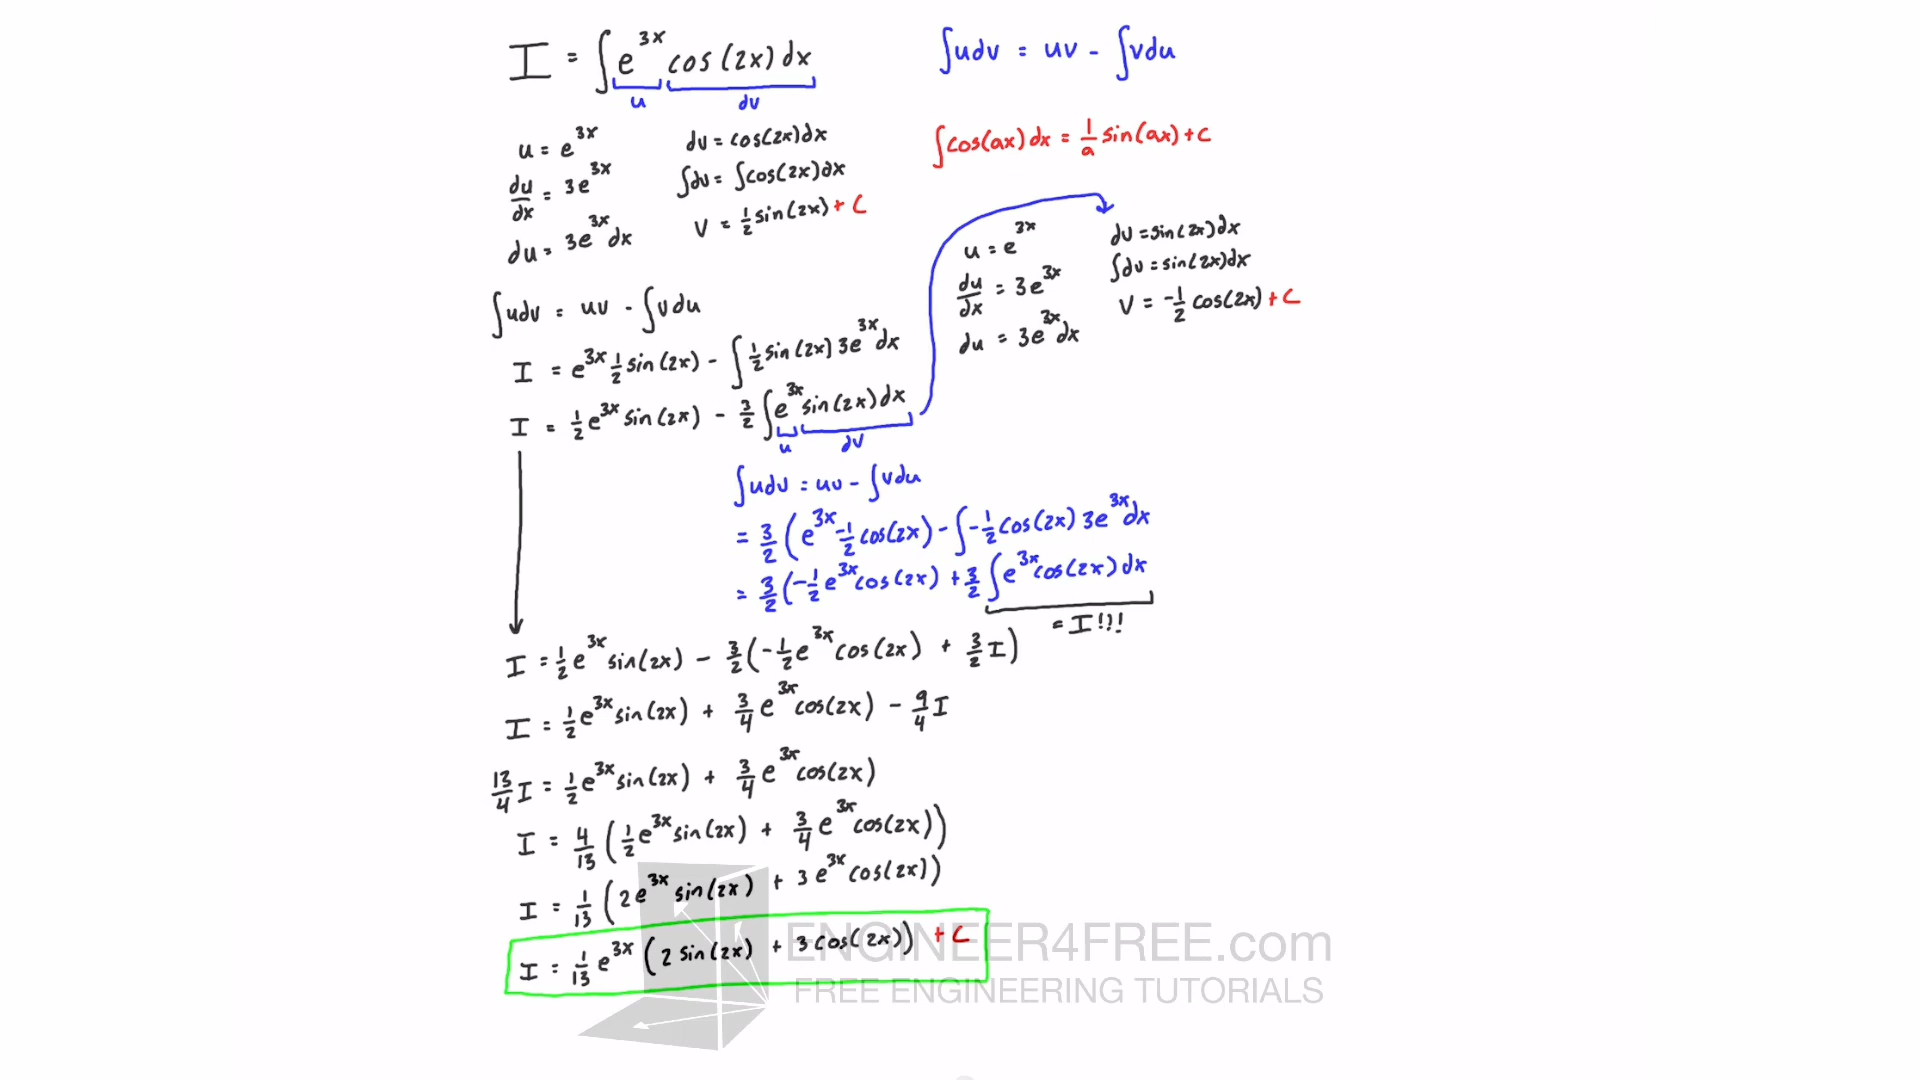 I = ∫ e^{3x} cos(2x) dx
u dv
∫udv = uv - ∫vdu
∫cos(ax)dx = 1/a sin(ax) + C
u = e^{3x}
du/dx = 3e^{3x}
du = 3e^{3x}dx
dv = cos(2x)dx
∫dv = ∫cos(2x)dx
V = 1/2 sin(2x) + C
∫udv = uv - ∫vdu
I = e^{3x} 1/2 sin(2x) - ∫ 1/2 sin(2x) 3e^{3x}dx
I = 1/2 e^{3x} sin(2x) - 3/2 ∫ e^{3x} sin(2x)dx
u dv
u = e^{3x}
du/dx = 3e^{3x}
du = 3e^{3x}dx
dv = sin(2x)dx
∫dv = sin(2x)dx
V = -1/2 cos(2x) + C
∫udv = uv - ∫vdu
= 3/2 (e^{3x} -1/2 cos(2x) - ∫ -1/2 cos(2x) 3e^{3x}dx
= 3/2 (-1/2 e^{3x} cos(2x) + 3/2 ∫ e^{3x} cos(2x) dx
= I!?!
I = 1/2 e^{3x} sin(2x) - 3/2 (-1/2 e^{3x} cos(2x) + 3/2 I)
I = 1/2 e^{3x} sin(2x) + 3/4 e^{3x} cos(2x) - 9/4 I
13/4 I = 1/2 e^{3x} sin(2x) + 3/4 e^{3x} cos(2x)
I = 4/13 (1/2 e^{3x} sin(2x) + 3/4 e^{3x} cos(2x))
I = 1/13 (2e^{3x} sin(2x) + 3e^{3x} cos(2x))
I = 1/13 e^{3x} (2 sin(2x) + 3 cos(2x)) + C
ENGINEER4FREE.com
FREE ENGINEERING TUTORIALS